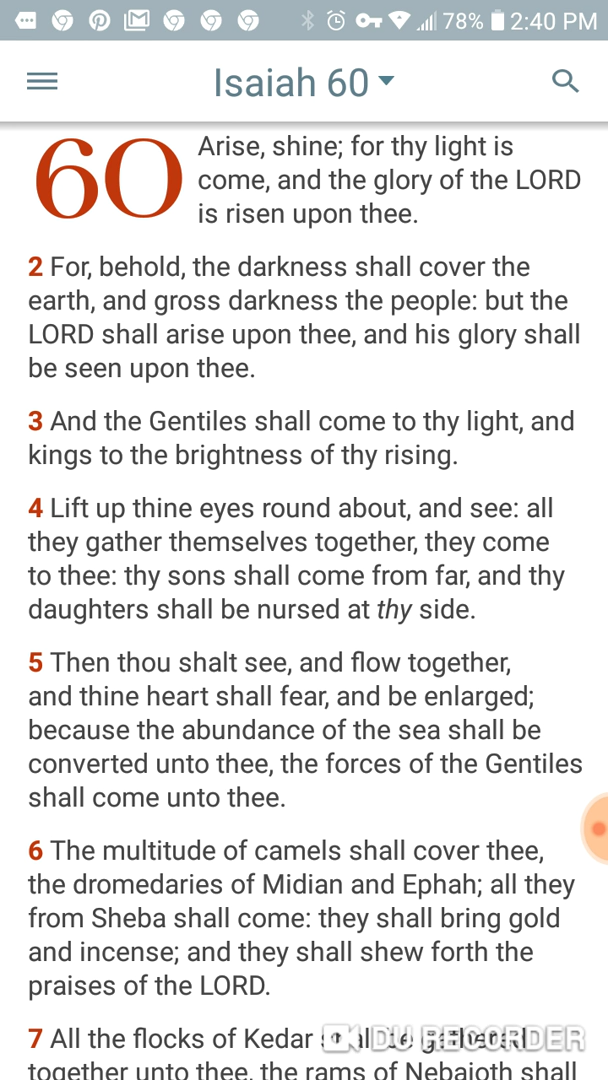 78% 2:40 PM
Isaiah 60
60 Arise, shine; for thy light is
come, and the glory of the LORD
is risen upon thee.
2 For, behold, the darkness shall cover the
earth, and gross darkness the people: but the
LORD shall arise upon thee, and his glory shall
be seen upon thee.
3 And the Gentiles shall come to thy light, and
kings to the brightness of thy rising.
4 Lift up thine eyes round about, and see: all
they gather themselves together, they come
to thee: thy sons shall come from far, and thy
daughters shall be nursed at thy side.
5 Then thou shalt see, and flow together,
and thine heart shall fear, and be enlarged;
because the abundance of the sea shall be
converted unto thee, the forces of the Gentiles
shall come unto thee.
6 The multitude of camels shall cover thee,
the dromedaries of Midian and Ephah; all they
from Sheba shall come: they shall bring gold
and incense; and they shall shew forth the
praises of the LORD.
7 All the flocks of Kedar
DU RECORDER
together unto thee, the rams of Nebaioth shall